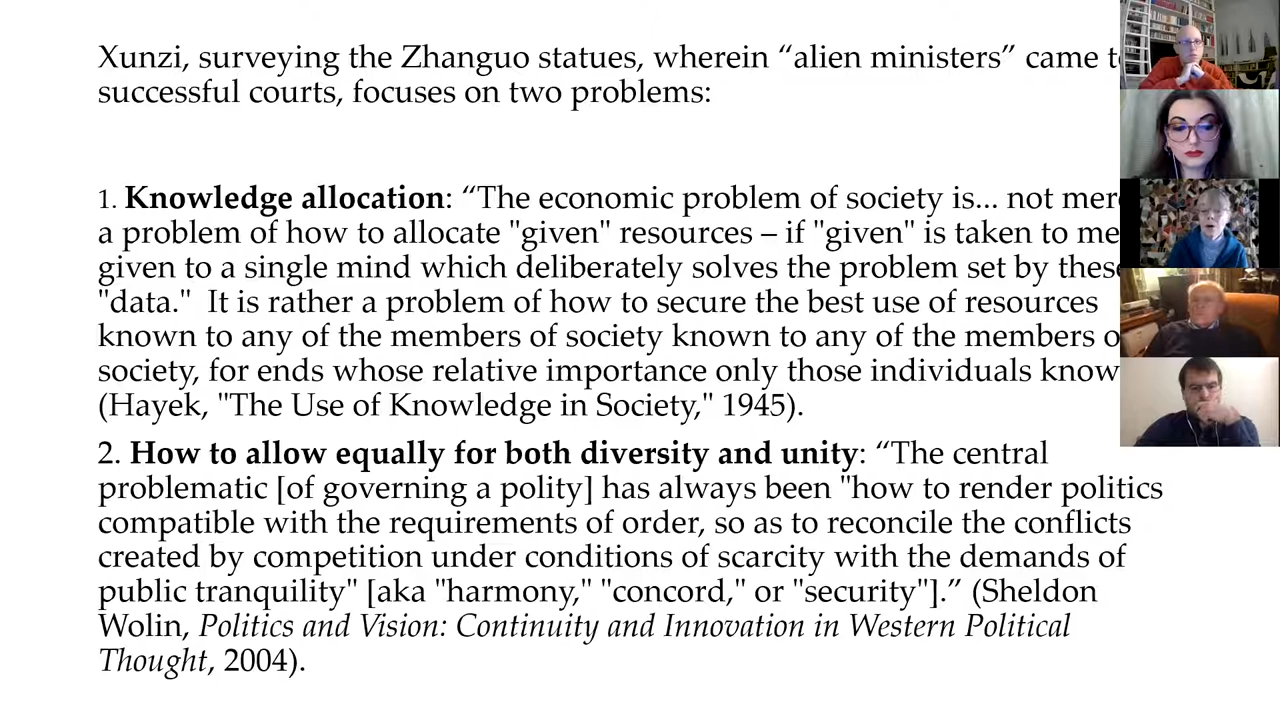 Xunzi, surveying the Zhanguo statues, wherein “alien ministers” came
successful courts, focuses on two problems:
1. Knowledge allocation: “The economic problem of society is... not
a problem of how to allocate "given" resources – if "given" is taken to
given to a single mind which deliberately solves the problem set by these
"data." It is rather a problem of how to secure the best use of resources
known to any of the members of society known to any of the members
society, for ends whose relative importance only those individuals know
(Hayek, "The Use of Knowledge in Society," 1945).
2. How to allow equally for both diversity and unity: “The central
problematic [of governing a polity] has always been "how to render politics
compatible with the requirements of order, so as to reconcile the conflicts
created by competition under conditions of scarcity with the demands of
public tranquility" [aka "harmony," "concord," or "security"].” (Sheldon
Wolin, Politics and Vision: Continuity and Innovation in Western Political
Thought, 2004).